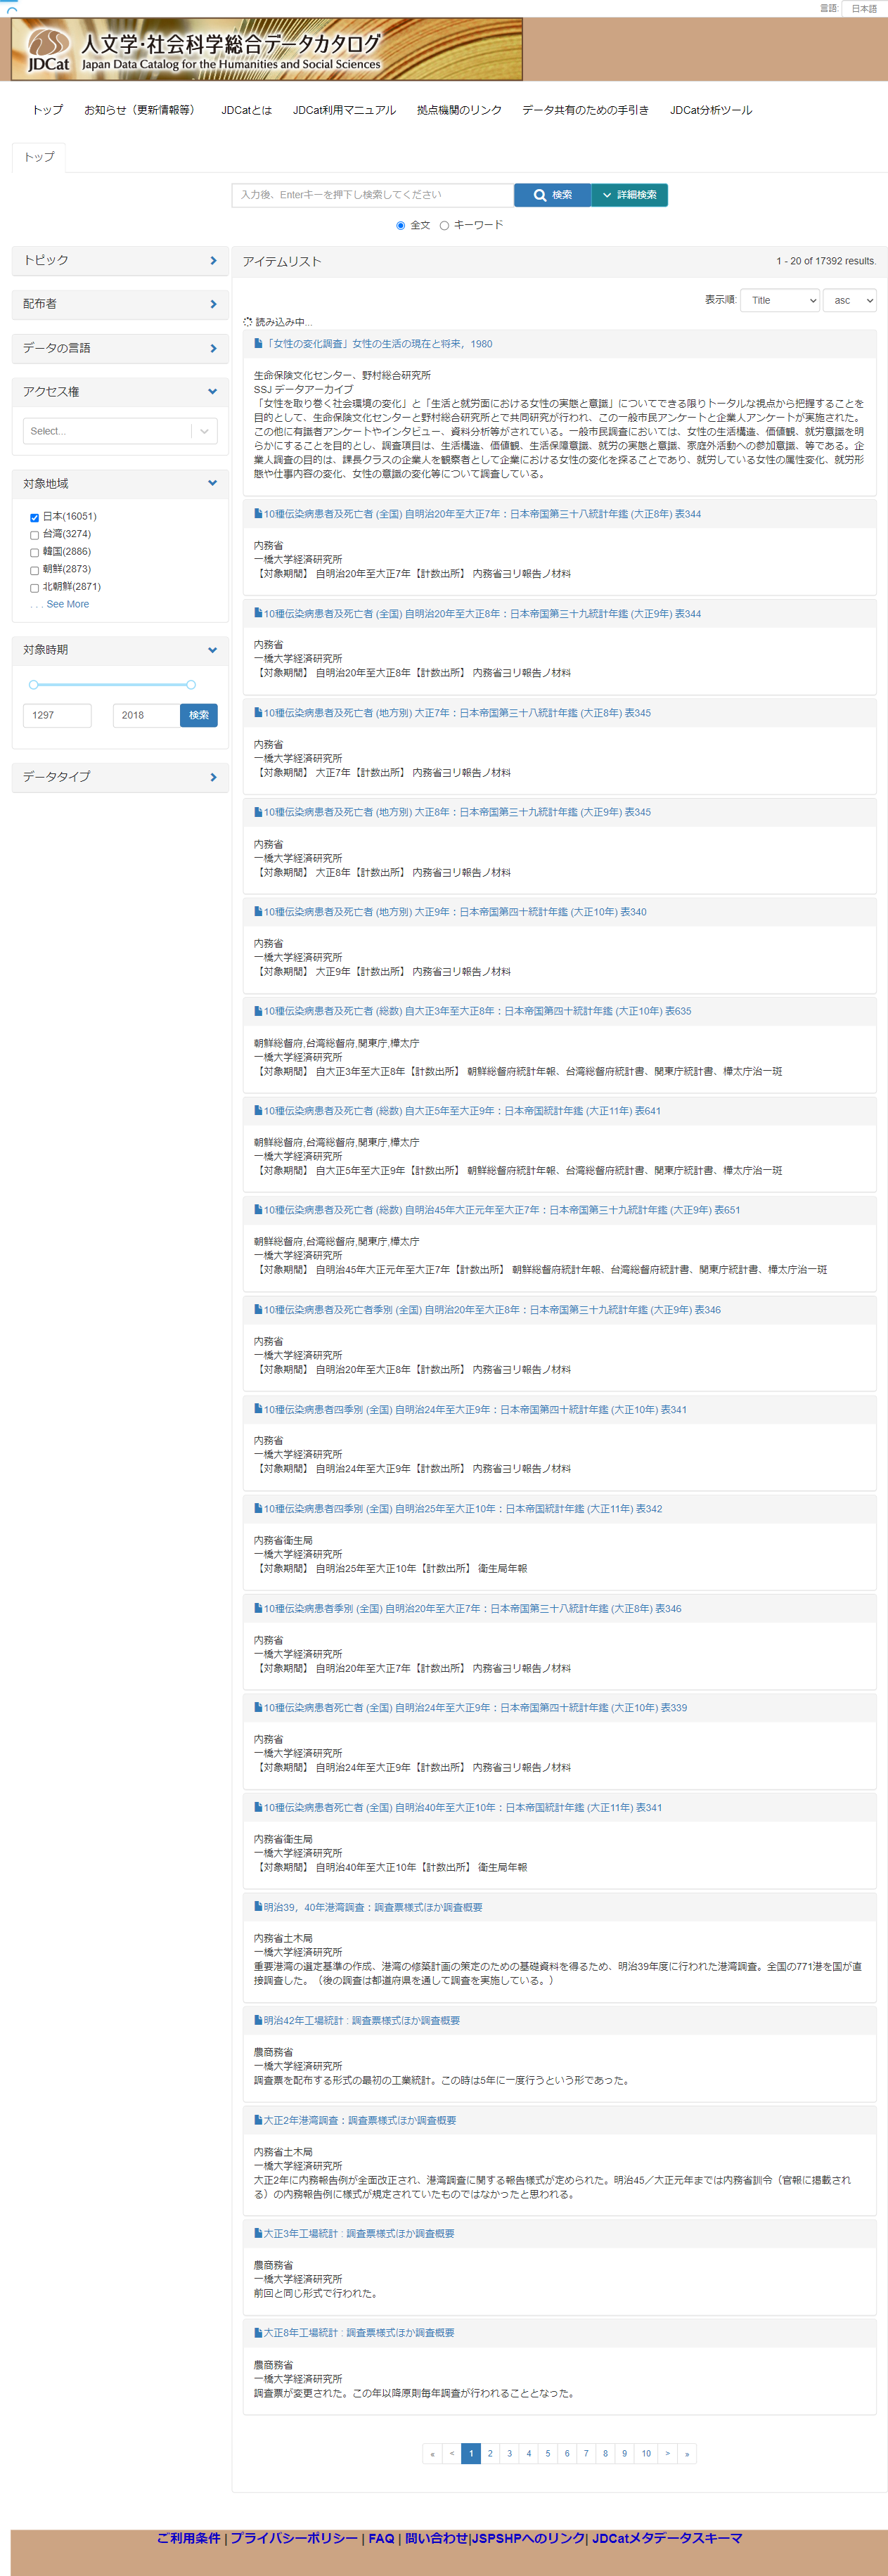 言語:
日本語
JDCat
人文学・社会科学総合データカタログ
Japan Data Catalog for the Humanities and Social Sciences
トップ
お知らせ（更新情報等）
JDCatとは
JDCat利用マニュアル
拠点機関のリンク
データ共有のための手引き
JDCat分析ツール
トップ
入力後、Enterキーを押下し検索してください
検索
詳細検索
全文
キーワード
トピック
配布者
データの言語
アクセス権
Select...
対象地域
日本(16051)
台湾(3274)
韓国(2886)
朝鮮(2873)
北朝鮮(2871)
. . . See More
対象時期
1297
2018
検索
データタイプ
アイテムリスト
1 - 20 of 17392 results.
表示順:
Title
asc
読み込み中...
「女性の変化調査」女性の生活の現在と将来，1980
生命保険文化センター、野村総合研究所
SSJ データアーカイブ
「女性を取り巻く社会環境の変化」と「生活と就労面における女性の実態と意識」についてできる限りトータルな視点から把握することを
目的として、生命保険文化センターと野村総合研究所とで共同研究が行われ、この一般市民アンケートと企業人アンケートが実施された。
この他に有識者アンケートやインタビュー、資料分析等がされている。一般市民調査においては、女性の生活構造、価値観、就労意識を明
らかにすることを目的とし、調査項目は、生活構造、価値観、生活保障意識、就労の実態と意識、家庭外活動への参加意識、等である。企
業人調査の目的は、課長クラスの企業人を観察者として企業における女性の変化を探ることであり、就労している女性の属性変化、就労形
態や仕事内容の変化、女性の意識の変化等について調査している。
10種伝染病患者及死亡者 (全国) 自明治20年至大正7年：日本帝国第三十八統計年鑑 (大正8年) 表344
内務省
一橋大学経済研究所
【対象期間】 自明治20年至大正7年【計数出所】 内務省ヨリ報告ノ材料
10種伝染病患者及死亡者 (全国) 自明治20年至大正8年：日本帝国第三十九統計年鑑 (大正9年) 表344
内務省
一橋大学経済研究所
【対象期間】 自明治20年至大正8年【計数出所】 内務省ヨリ報告ノ材料
10種伝染病患者及死亡者 (地方別) 大正7年：日本帝国第三十八統計年鑑 (大正8年) 表345
内務省
一橋大学経済研究所
【対象期間】 大正7年【計数出所】 内務省ヨリ報告ノ材料
10種伝染病患者及死亡者 (地方別) 大正8年：日本帝国第三十九統計年鑑 (大正9年) 表345
内務省
一橋大学経済研究所
【対象期間】 大正8年【計数出所】 内務省ヨリ報告ノ材料
10種伝染病患者及死亡者 (地方別) 大正9年：日本帝国第四十統計年鑑 (大正10年) 表340
内務省
一橋大学経済研究所
【対象期間】 大正9年【計数出所】 内務省ヨリ報告ノ材料
10種伝染病患者及死亡者 (総数) 自大正3年至大正8年：日本帝国第四十統計年鑑 (大正10年) 表635
朝鮮総督府,台湾総督府,関東庁,樺太庁
一橋大学経済研究所
【対象期間】 自大正3年至大正8年【計数出所】 朝鮮総督府統計年報、台湾総督府統計書、関東庁統計書、樺太庁治一斑
10種伝染病患者及死亡者 (総数) 自大正5年至大正9年：日本帝国統計年鑑 (大正11年) 表641
朝鮮総督府,台湾総督府,関東庁,樺太庁
一橋大学経済研究所
【対象期間】 自大正5年至大正9年【計数出所】 朝鮮総督府統計年報、台湾総督府統計書、関東庁統計書、樺太庁治一斑
10種伝染病患者及死亡者 (総数) 自明治45年大正元年至大正7年：日本帝国第三十九統計年鑑 (大正9年) 表651
朝鮮総督府,台湾総督府,関東庁,樺太庁
一橋大学経済研究所
【対象期間】 自明治45年大正元年至大正7年【計数出所】 朝鮮総督府統計年報、台湾総督府統計書、関東庁統計書、樺太庁治一斑
10種伝染病患者及死亡者季別 (全国) 自明治20年至大正8年：日本帝国第三十九統計年鑑 (大正9年) 表346
内務省
一橋大学経済研究所
【対象期間】 自明治20年至大正8年【計数出所】 内務省ヨリ報告ノ材料
10種伝染病患者四季別 (全国) 自明治24年至大正9年：日本帝国第四十統計年鑑 (大正10年) 表341
内務省
一橋大学経済研究所
【対象期間】 自明治24年至大正9年【計数出所】 内務省ヨリ報告ノ材料
10種伝染病患者四季別 (全国) 自明治25年至大正10年：日本帝国統計年鑑 (大正11年) 表342
内務省衛生局
一橋大学経済研究所
【対象期間】 自明治25年至大正10年【計数出所】 衛生局年報
10種伝染病患者季別 (全国) 自明治20年至大正7年：日本帝国第三十八統計年鑑 (大正8年) 表346
内務省
一橋大学経済研究所
【対象期間】 自明治20年至大正7年【計数出所】 内務省ヨリ報告ノ材料
10種伝染病患者死亡者 (全国) 自明治24年至大正9年：日本帝国第四十統計年鑑 (大正10年) 表339
内務省
一橋大学経済研究所
【対象期間】 自明治24年至大正9年【計数出所】 内務省ヨリ報告ノ材料
10種伝染病患者死亡者 (全国) 自明治40年至大正10年：日本帝国統計年鑑 (大正11年) 表341
内務省衛生局
一橋大学経済研究所
【対象期間】 自明治40年至大正10年【計数出所】 衛生局年報
明治39，40年港湾調査：調査票様式ほか調査概要
内務省土木局
一橋大学経済研究所
重要港湾の選定基準の作成、港湾の修築計画の策定のための基礎資料を得るため、明治39年度に行われた港湾調査。全国の771港を国が直
接調査した。（後の調査は都道府県を通して調査を実施している。）
明治42年工場統計 : 調査票様式ほか調査概要
農商務省
一橋大学経済研究所
調査票を配布する形式の最初の工業統計。この時は5年に一度行うという形であった。
大正2年港湾調査：調査票様式ほか調査概要
内務省土木局
一橋大学経済研究所
大正2年に内務報告例が全面改正され、港湾調査に関する報告様式が定められた。明治45／大正元年までは内務省訓令（官報に掲載され
る）の内務報告例に様式が規定されていたものではなかったと思われる。
大正3年工場統計 : 調査票様式ほか調査概要
農商務省
一橋大学経済研究所
前回と同じ形式で行われた。
大正8年工場統計 : 調査票様式ほか調査概要
農商務省
一橋大学経済研究所
調査票が変更された。この年以降原則毎年調査が行われることとなった。
« < 1 2 3 4 5 6 7 8 9 10 > »
ご利用条件 | プライバシーポリシー | FAQ | 問い合わせ|JSPSHPへのリンク| JDCatメタデータスキーマ